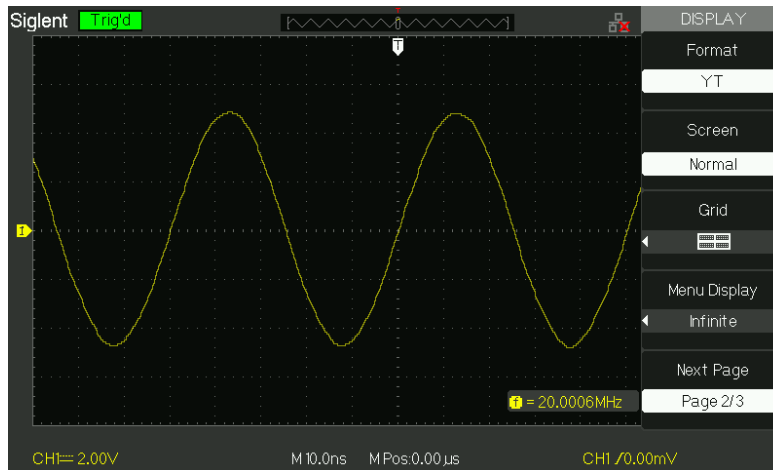 Siglent Trig'd T DISPLAY
T
Format
YT
Screen
Normal
Grid
Menu Display
Infinite
Next Page
Page 2/3
f = 20.0006MHz
CH1 2.00V M 10.0ns M Pos:0.00µs CH1 0.00mV